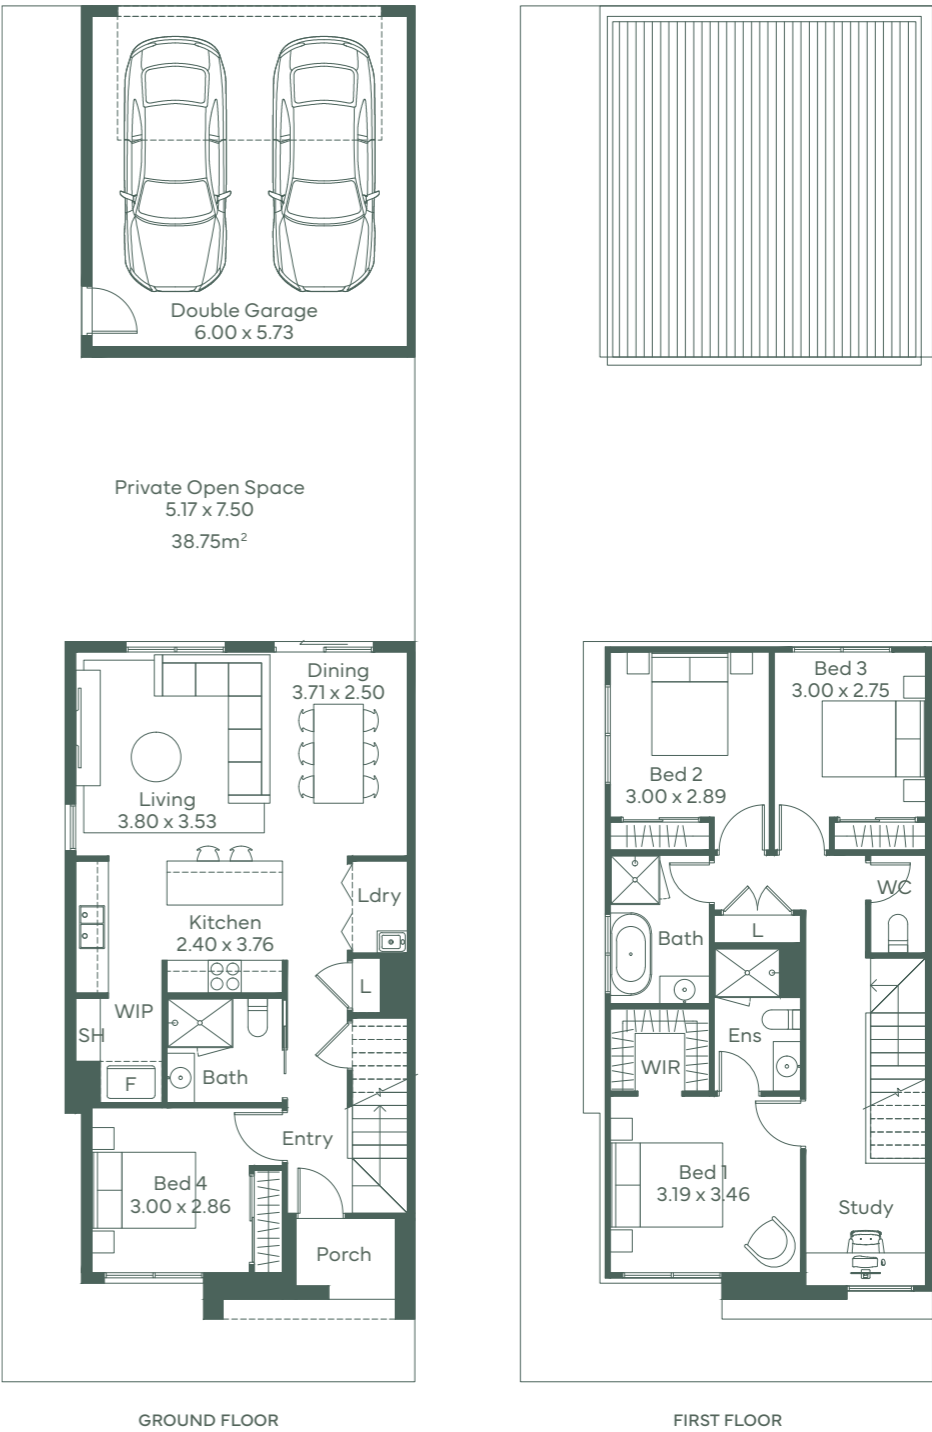 Double Garage
6.00 x 5.73
Private Open Space
5.17 x 7.50
38.75m²
Dining
3.71 x 2.50
Living
3.80 x 3.53
Ldry
Kitchen
2.40 x 3.76
L
WIP
SH
Bath
F
Entry
Bed 4
3.00 x 2.86
Porch
GROUND FLOOR
Bed 3
3.00 x 2.75
Bed 2
3.00 x 2.89
WC
L
Bath
Ens
WIR
Bed 1
3.19 x 3.46
Study
FIRST FLOOR